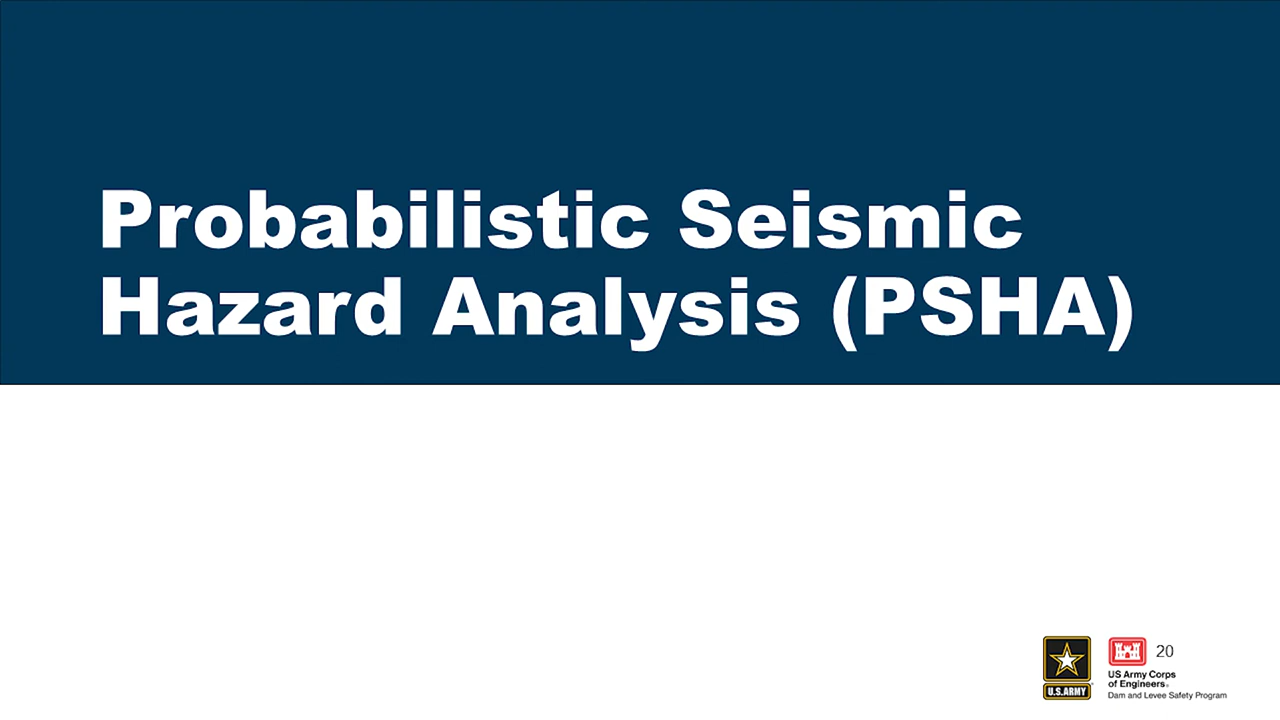 Probabilistic Seismic
Hazard Analysis (PSHA)
20
U.S.ARMY
US Army Corps
of Engineers®
Dam and Levee Safety Program